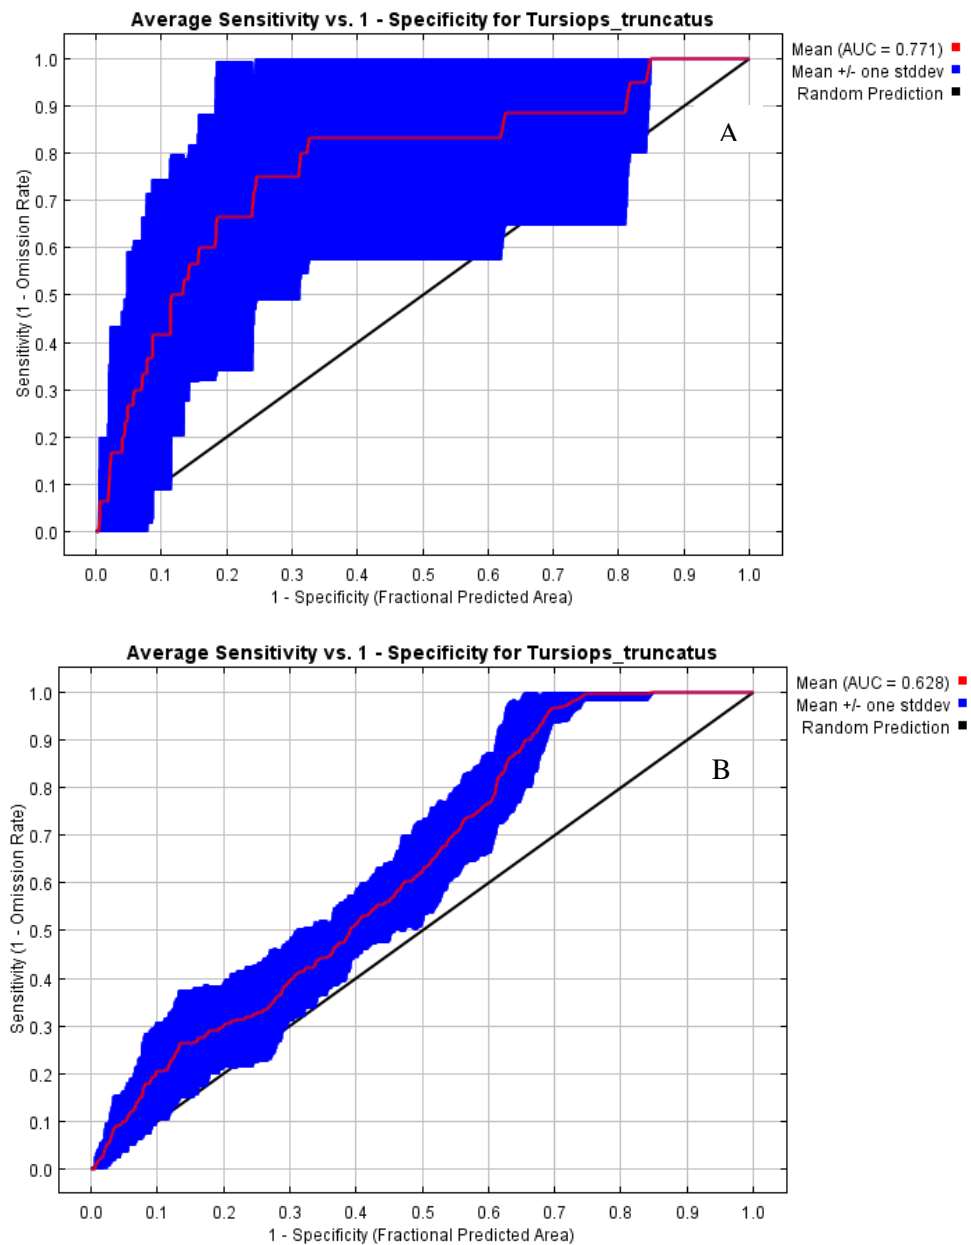 Average Sensitivity vs. 1 - Specificity for Tursiops_truncatus
Mean (AUC = 0.771)
Mean +/- one stddev
Random Prediction
A
Sensitivity (1 - Omission Rate)
1.0
0.9
0.8
0.7
0.6
0.5
0.4
0.3
0.2
0.1
0.0
0.0 0.1 0.2 0.3 0.4 0.5 0.6 0.7 0.8 0.9 1.0
1 - Specificity (Fractional Predicted Area)
Average Sensitivity vs. 1 - Specificity for Tursiops_truncatus
Mean (AUC = 0.628)
Mean +/- one stddev
Random Prediction
B
Sensitivity (1 - Omission Rate)
1.0
0.9
0.8
0.7
0.6
0.5
0.4
0.3
0.2
0.1
0.0
0.0 0.1 0.2 0.3 0.4 0.5 0.6 0.7 0.8 0.9 1.0
1 - Specificity (Fractional Predicted Area)